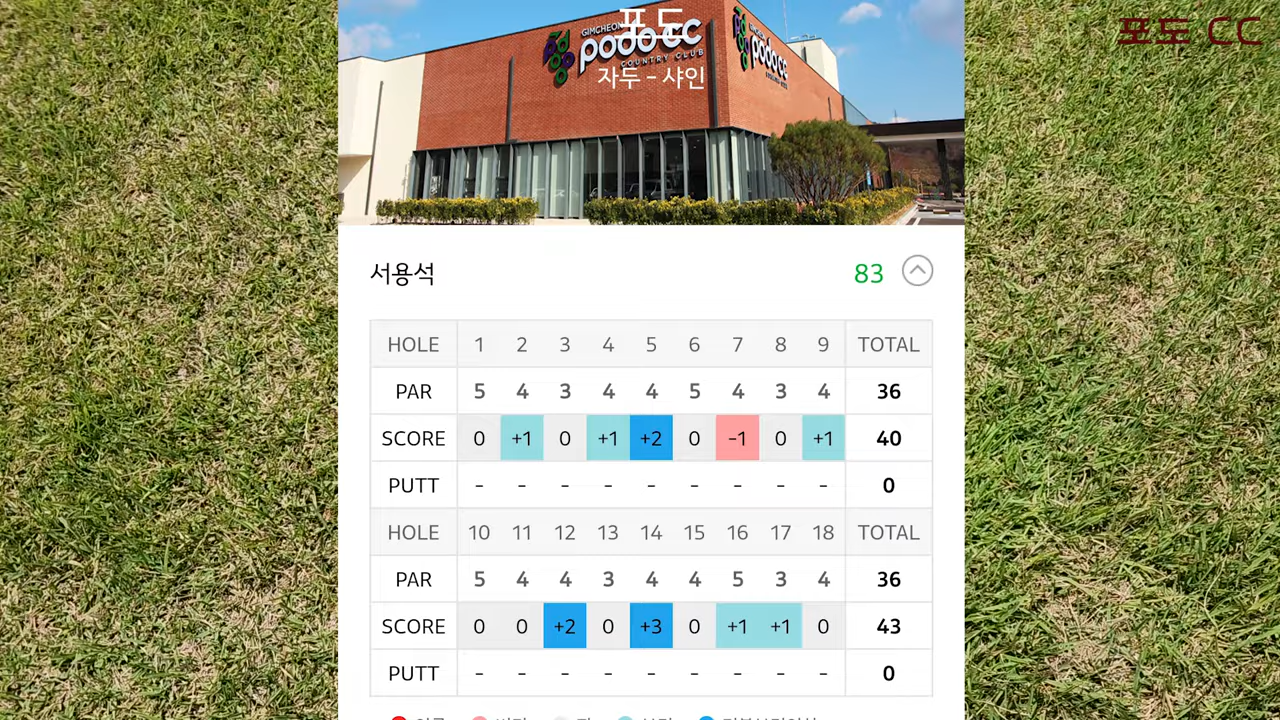 포도
포도 CC
GIMCHEON
podo CC
COUNTRY CLUB
podo CC
자두 - 샤인
서용석 83
HOLE 1 2 3 4 5 6 7 8 9 TOTAL
PAR 5 4 3 4 4 5 4 3 4 36
SCORE 0 +1 0 +1 +2 0 -1 0 +1 40
PUTT - - - - - - - - - 0
HOLE 10 11 12 13 14 15 16 17 18 TOTAL
PAR 5 4 4 3 4 4 5 3 4 36
SCORE 0 0 +2 0 +3 0 +1 +1 0 43
PUTT - - - - - - - - - 0